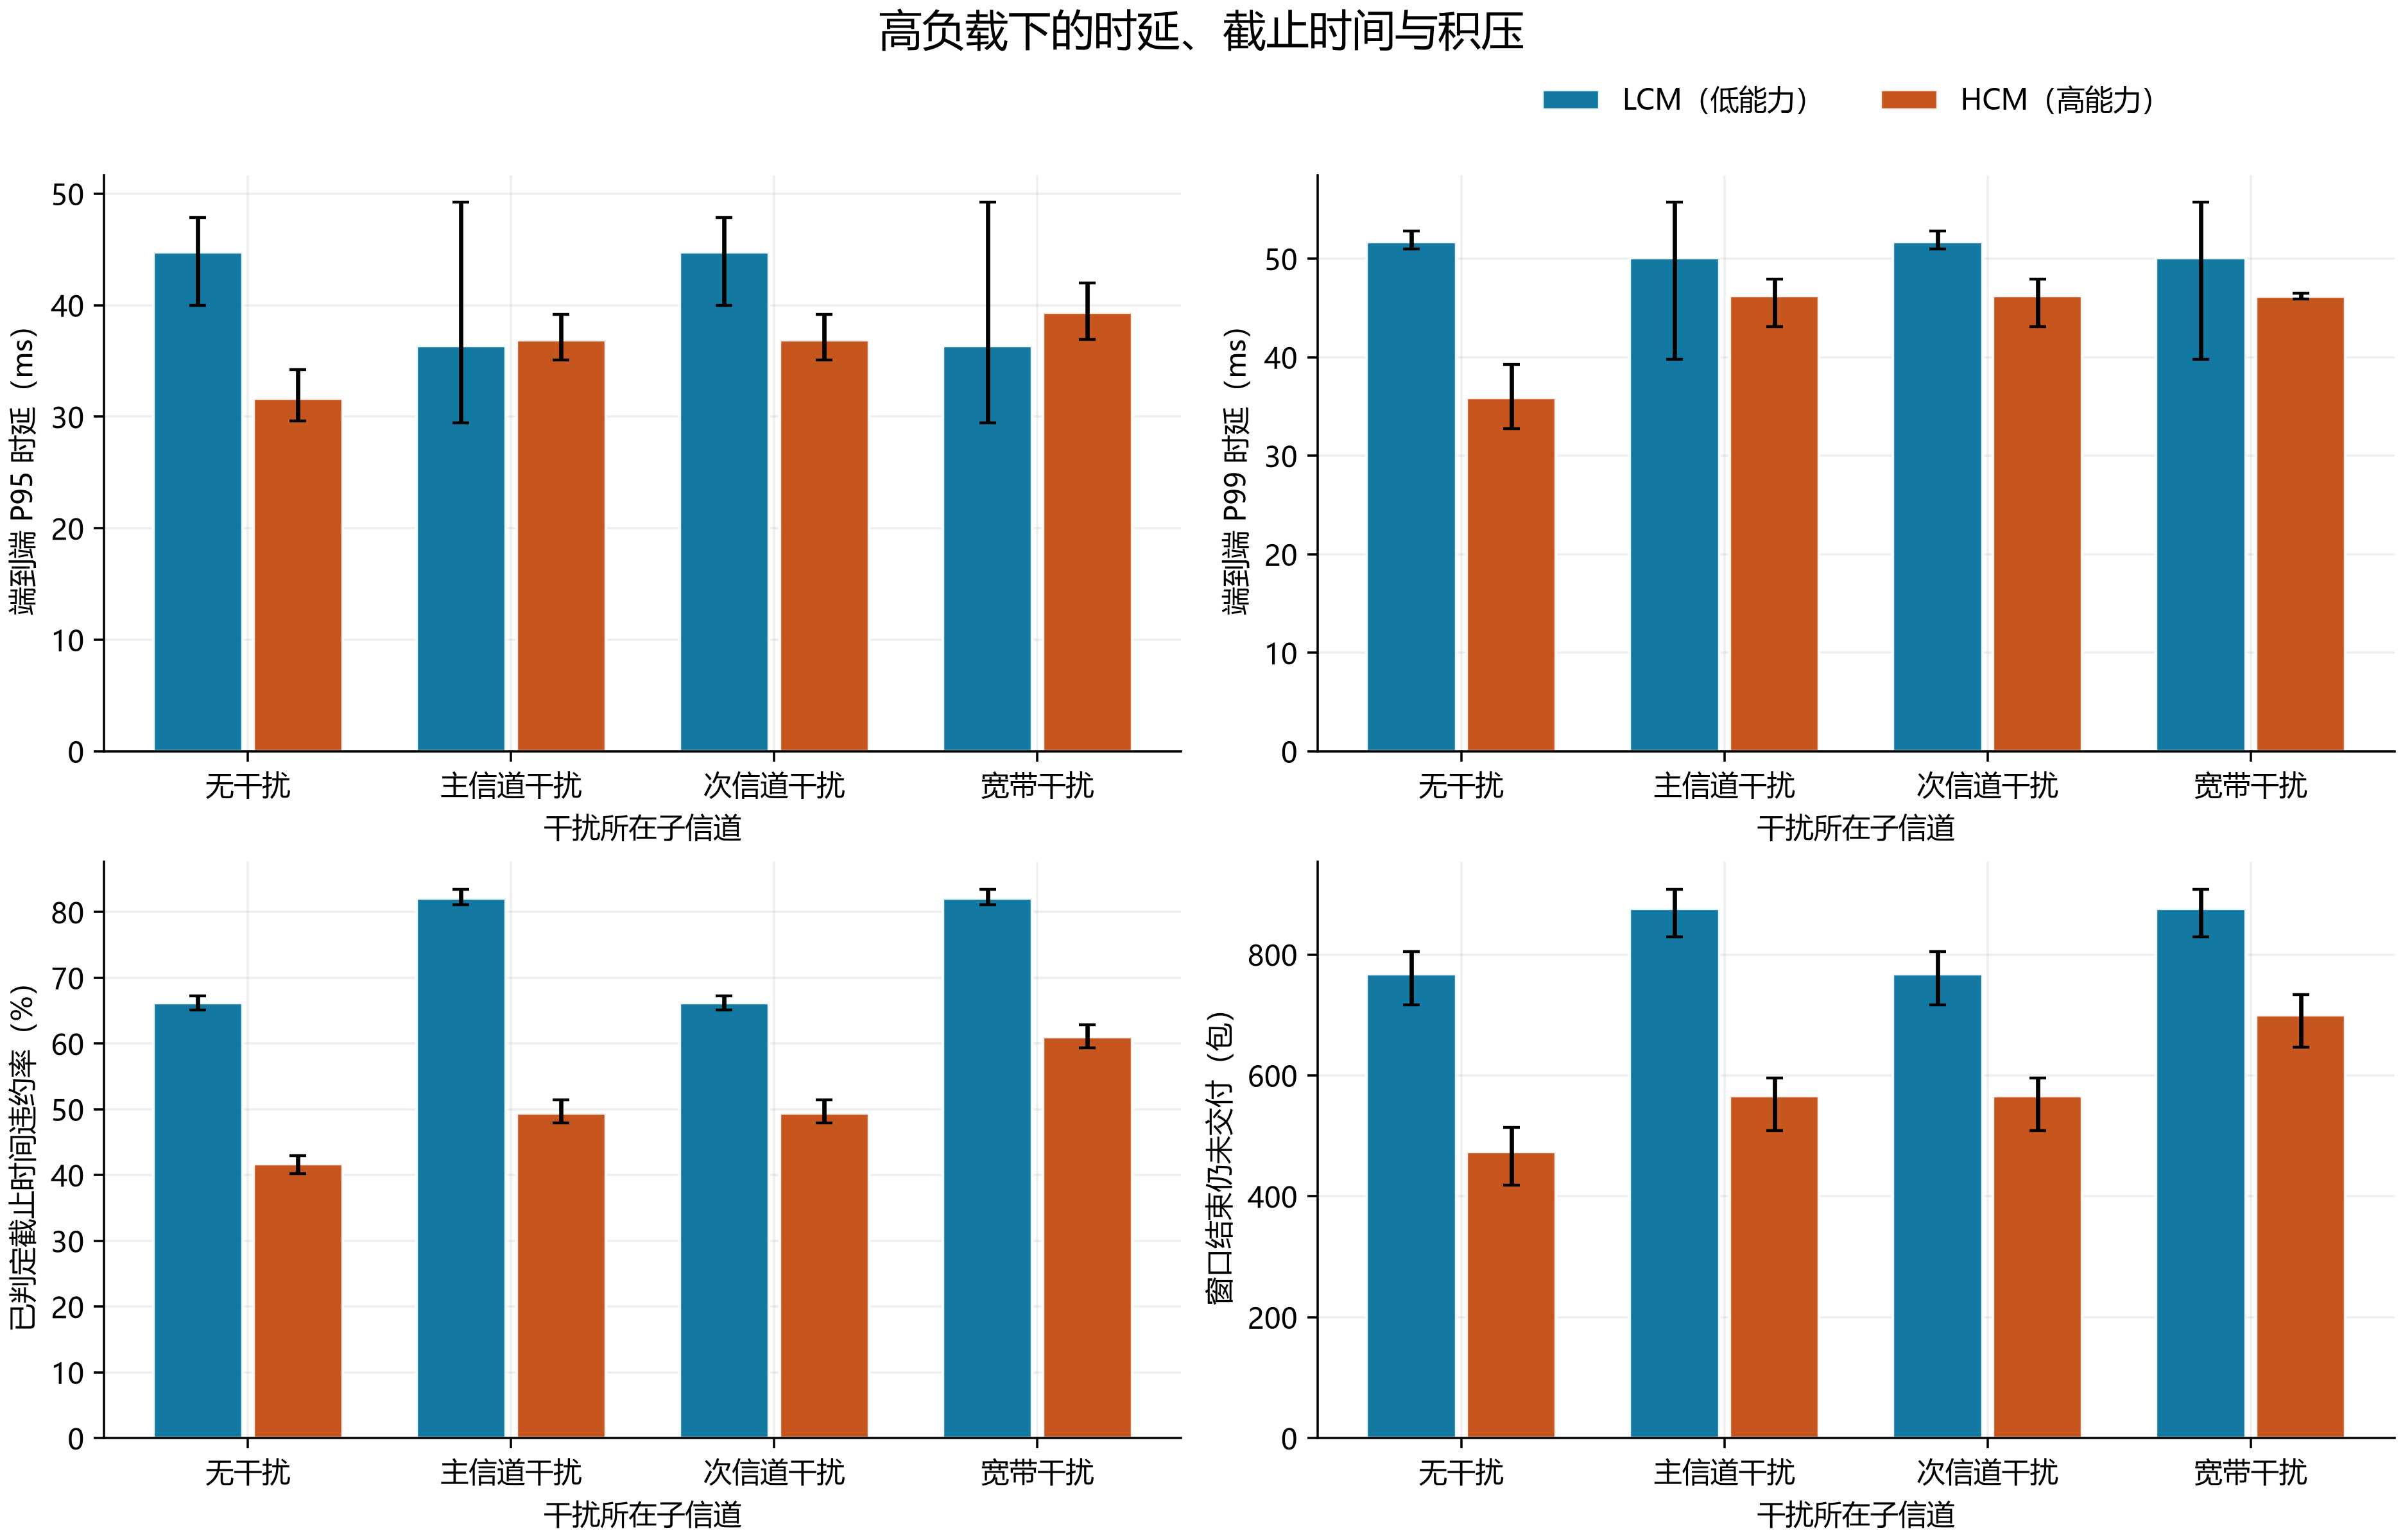 高负载下的时延、截止时间与积压
LCM（低能力） HCM（高能力）
端到端 P95 时延（ms）
50
40
30
20
10
0
无干扰 主信道干扰 次信道干扰 宽带干扰
干扰所在子信道
端到端 P99 时延（ms）
50
40
30
20
10
0
无干扰 主信道干扰 次信道干扰 宽带干扰
干扰所在子信道
已判定截止时间违约率（%）
80
70
60
50
40
30
20
10
0
无干扰 主信道干扰 次信道干扰 宽带干扰
干扰所在子信道
窗口结束仍未交付（包）
800
600
400
200
0
无干扰 主信道干扰 次信道干扰 宽带干扰
干扰所在子信道